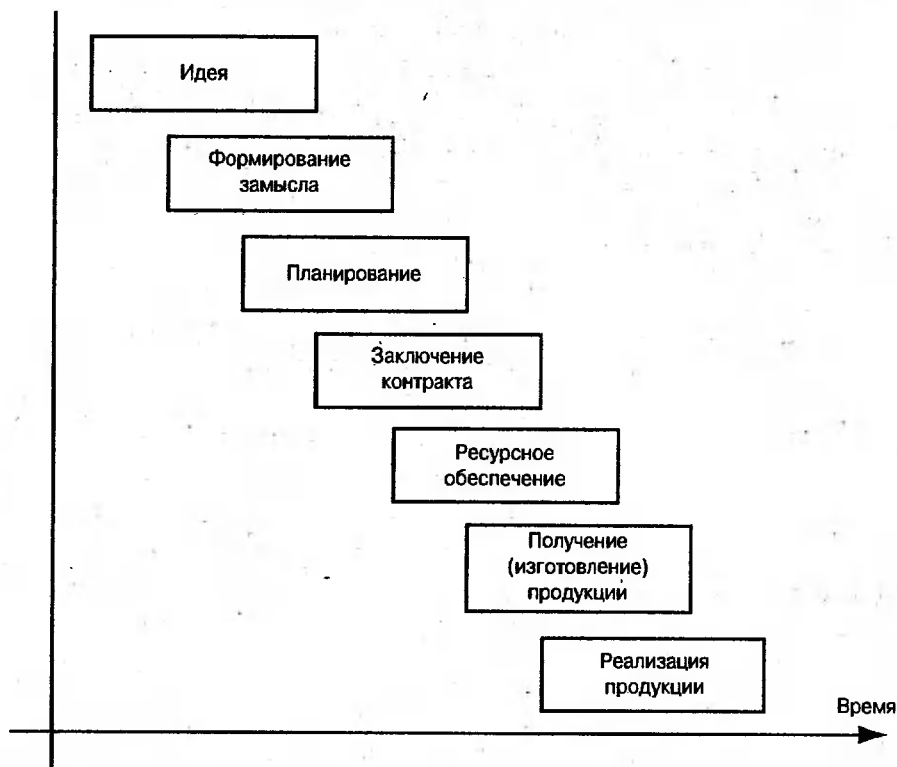 Идея
Формирование
замысла
Планирование
Заключение
контракта
Ресурсное
обеспечение
Получение
(изготовление)
продукции
Реализация
продукции
Время